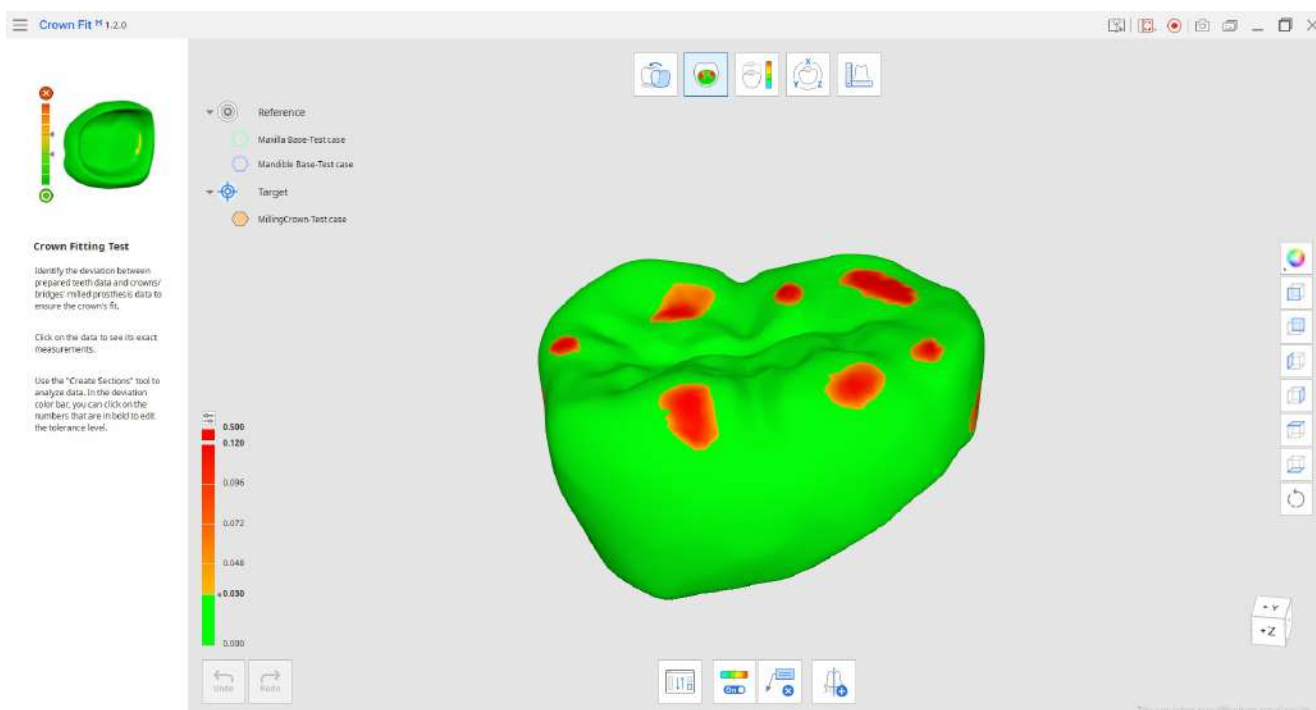 Crown Fit M 1.2.0
Crown Fitting Test
Identify the deviation between
prepared teeth data and crowns/
bridges' milled prosthesis data to
ensure the crown's fit.
Click on the data to see its exact
measurements.
Use the "Create Sections" tool to
analyze data. In the deviation
color bar, you can click on the
numbers that are in bold to edit
the tolerance level.
Reference
Maxilla Base-Test case
Mandible Base-Test case
Target
MillingCrown-Test case
X
Y
Z
0.500
0.120
0.096
0.072
0.048
0.030
0.000
Undo
Redo
On
+Y
+Z